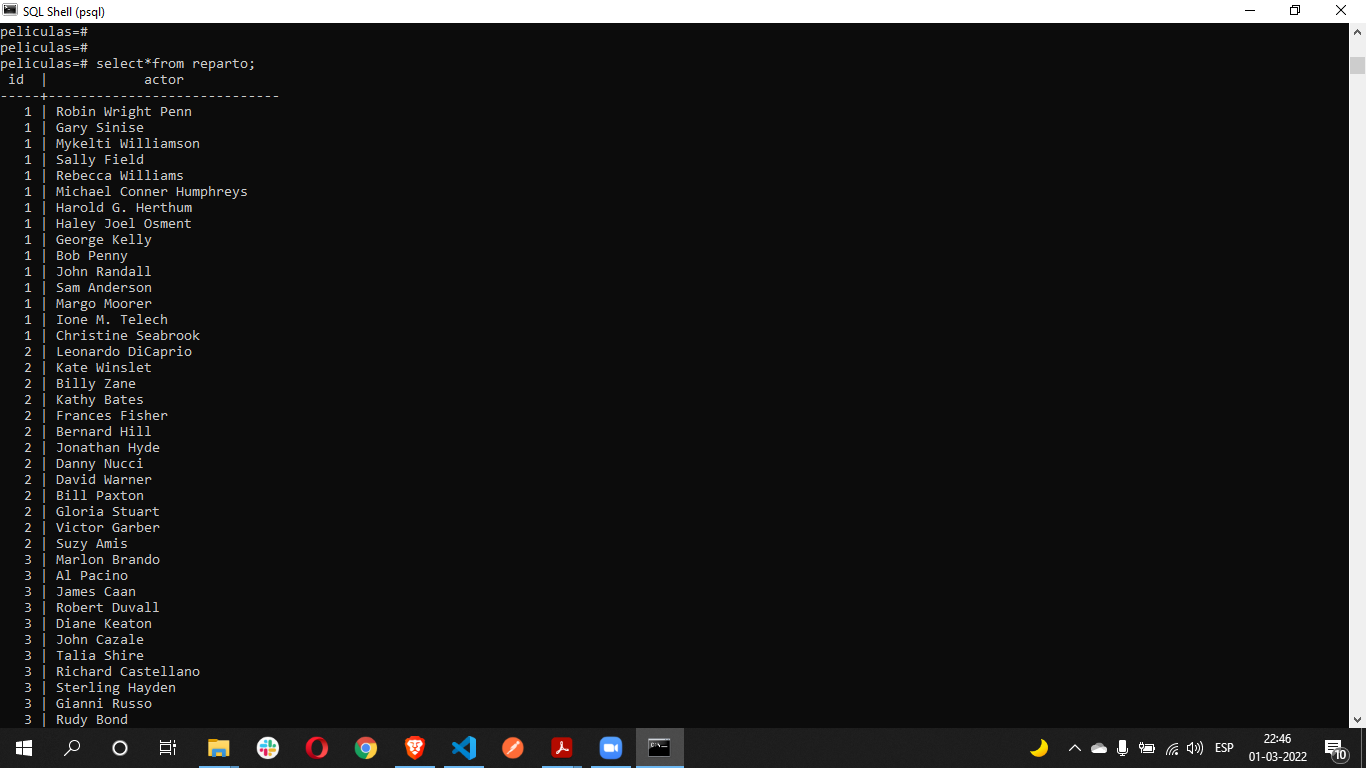 SQL Shell (psql)
peliculas=#
peliculas=#
peliculas=# select*from reparto;
 id  |            actor
-----+-----------------------------
   1 | Robin Wright Penn
   1 | Gary Sinise
   1 | Mykelti Williamson
   1 | Sally Field
   1 | Rebecca Williams
   1 | Michael Conner Humphreys
   1 | Harold G. Herthum
   1 | Haley Joel Osment
   1 | George Kelly
   1 | Bob Penny
   1 | John Randall
   1 | Sam Anderson
   1 | Margo Moorer
   1 | Ione M. Telech
   1 | Christine Seabrook
   2 | Leonardo DiCaprio
   2 | Kate Winslet
   2 | Billy Zane
   2 | Kathy Bates
   2 | Frances Fisher
   2 | Bernard Hill
   2 | Jonathan Hyde
   2 | Danny Nucci
   2 | David Warner
   2 | Bill Paxton
   2 | Gloria Stuart
   2 | Victor Garber
   2 | Suzy Amis
   3 | Marlon Brando
   3 | Al Pacino
   3 | James Caan
   3 | Robert Duvall
   3 | Diane Keaton
   3 | John Cazale
   3 | Talia Shire
   3 | Richard Castellano
   3 | Sterling Hayden
   3 | Gianni Russo
   3 | Rudy Bond
ESP
22:46
01-03-2022
10